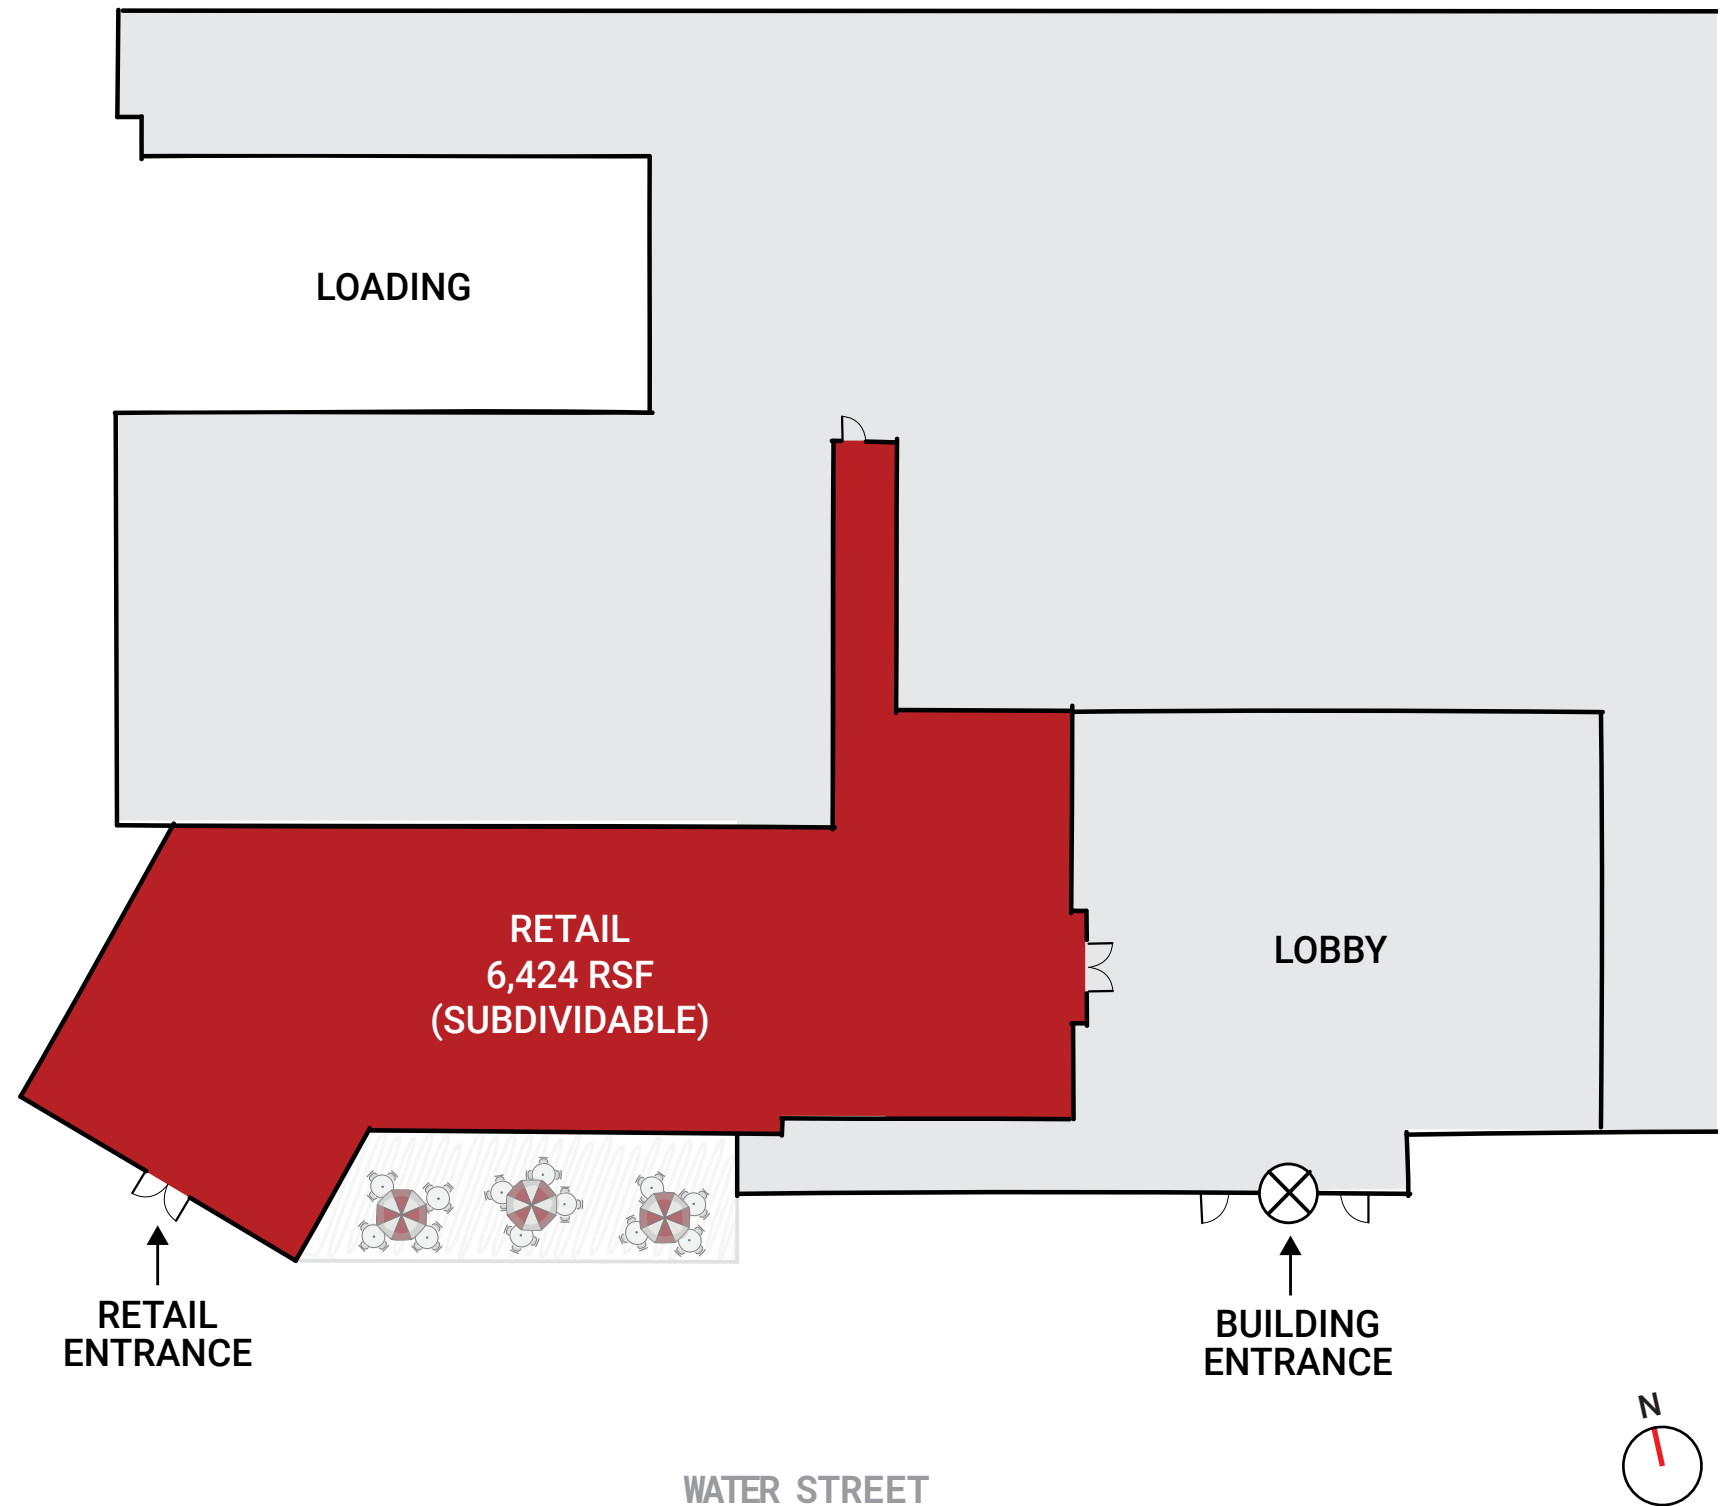 LOADING
RETAIL
6,424 RSF
(SUBDIVIDABLE)
LOBBY
RETAIL
ENTRANCE
BUILDING
ENTRANCE
N
WATER STREET